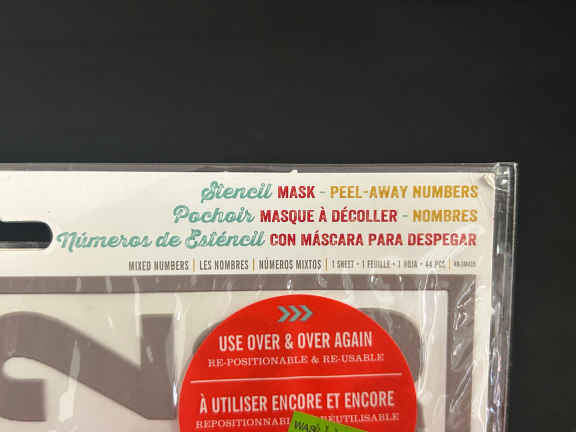 Stencil MASK - PEEL-AWAY NUMBERS
Pochoir MASQUE À DÉCOLLER - NOMBRES
Números de Esténcil CON MÁSCARA PARA DESPEGAR
MIXED NUMBERS | LES NOMBRES | NÚMEROS MIXTOS | 1 SHEET • 1 FEUILLE • 1 HOJA • 44 PCS. |
USE OVER & OVER AGAIN
RE-POSITIONABLE & RE-USABLE
À UTILISER ENCORE ET ENCORE
RÉUTILISABLE
2